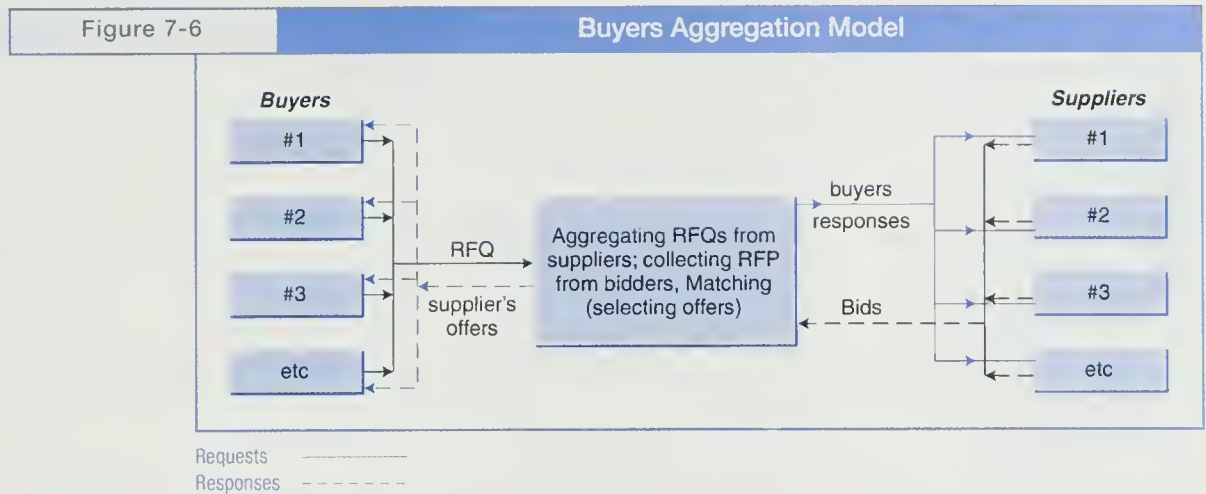 Figure 7-6
Buyers Aggregation Model
Buyers
#1
#2
#3
etc
RFQ
supplier's
offers
Aggregating RFQs from
suppliers; collecting RFP
from bidders, Matching
(selecting offers)
buyers
responses
Bids
Suppliers
#1
#2
#3
etc
Requests
Responses